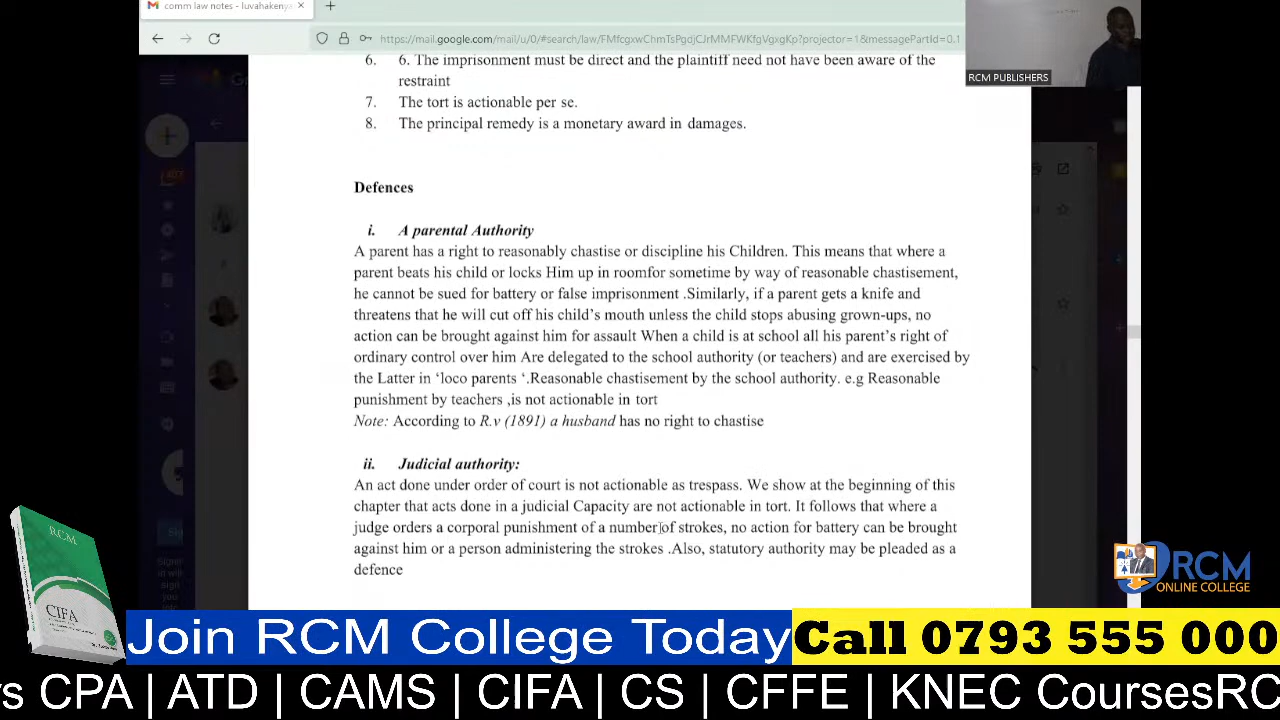 comm law notes - luvahakenya
https://mail.google.com/mail/u/0/#search/law/FMfcgxwChmTsPgdjCJrMMFWKfgVgxgKp?projector=1&messagePartId=0.1
RCM PUBLISHERS
6. 6. The imprisonment must be direct and the plaintiff need not have been aware of the
restraint
7. The tort is actionable per se.
8. The principal remedy is a monetary award in damages.
Defences
i. A parental Authority
A parent has a right to reasonably chastise or discipline his Children. This means that where a
parent beats his child or locks Him up in roomfor sometime by way of reasonable chastisement,
he cannot be sued for battery or false imprisonment .Similarly, if a parent gets a knife and
threatens that he will cut off his child’s mouth unless the child stops abusing grown-ups, no
action can be brought against him for assault When a child is at school all his parent’s right of
ordinary control over him Are delegated to the school authority (or teachers) and are exercised by
the Latter in ‘loco parents ‘.Reasonable chastisement by the school authority. e.g Reasonable
punishment by teachers ,is not actionable in tort
Note: According to R.v (1891) a husband has no right to chastise
ii. Judicial authority:
An act done under order of court is not actionable as trespass. We show at the beginning of this
chapter that acts done in a judicial Capacity are not actionable in tort. It follows that where a
judge orders a corporal punishment of a number of strokes, no action for battery can be brought
against him or a person administering the strokes .Also, statutory authority may be pleaded as a
defence
RCM
CIFA
RCM
ONLINE COLLEGE
Join RCM College Today
Call 0793 555 000
ys CPA | ATD | CAMS | CIFA | CS | CFFE | KNEC CoursesRC